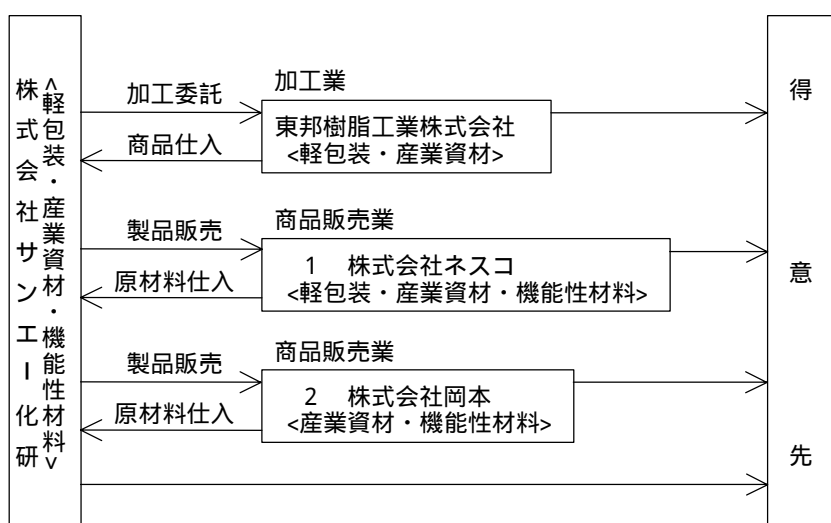 株式会社サンエー化研
<軽包装・産業資材・機能性材料>
加工委託
商品仕入
加工業
東邦樹脂工業株式会社
<軽包装・産業資材>
製品販売
原材料仕入
商品販売業
1 株式会社ネスコ
<軽包装・産業資材・機能性材料>
製品販売
原材料仕入
商品販売業
2 株式会社岡本
<産業資材・機能性材料>
得意先